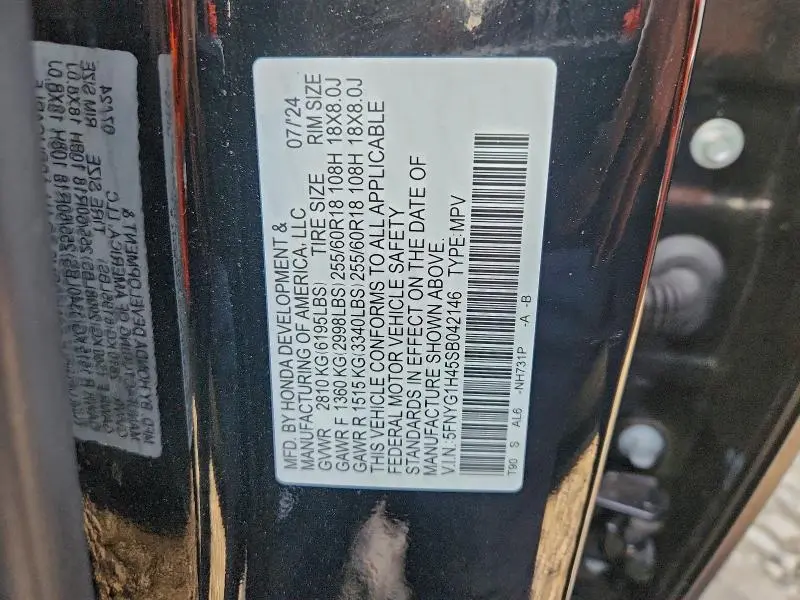 MFD. BY HONDA DEVELOPMENT &
MANUFACTURING OF AMERICA, LLC 07/'24
GVWR 2810 KG(6195LBS) TIRE SIZE RIM SIZE
GAWR F 1360 KG(2998LBS) 255/60R18 108H 18X8.0J
GAWR R 1515 KG(3340LBS) 255/60R18 108H 18X8.0J
THIS VEHICLE CONFORMS TO ALL APPLICABLE
FEDERAL MOTOR VEHICLE SAFETY
STANDARDS IN EFFECT ON THE DATE OF
MANUFACTURE SHOWN ABOVE.
V.I.N.: 5FNYG1H45SB042146 TYPE: MPV
T90 S AL6 -NH731P -A -B